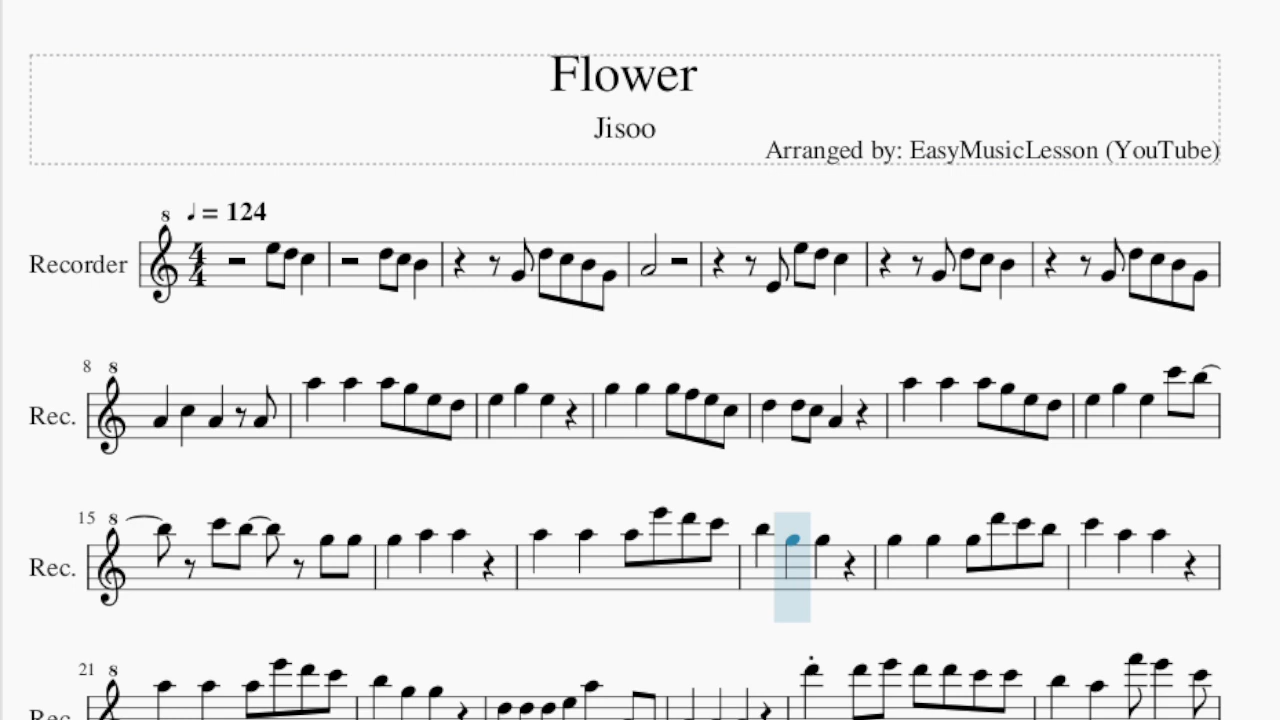 Flower
Jisoo
Arranged by: EasyMusicLesson (YouTube)
8 ♩ = 124
Recorder 4 4
8 8
Rec.
15 8
Rec.
21 8
Rec.